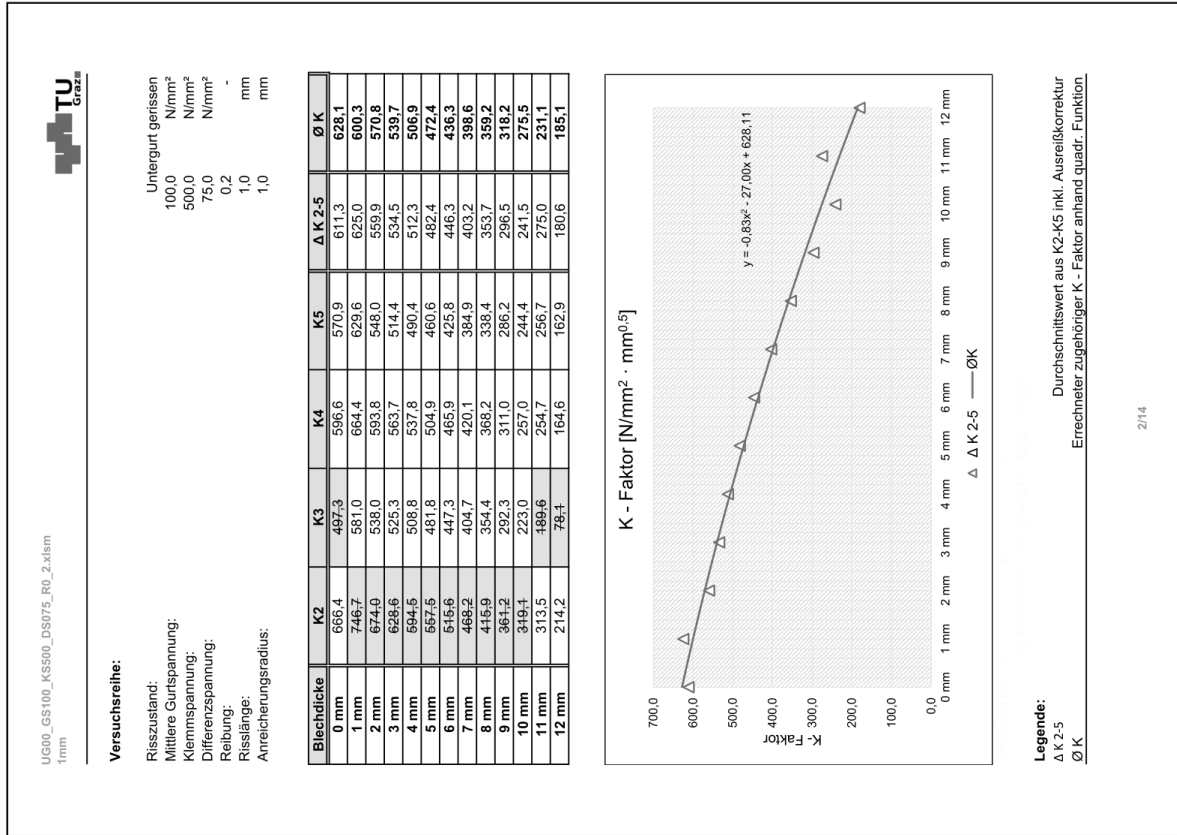 UG00_GS100_KS500_DS075_R0_2.xlsm
1mm
TU
Graz
Versuchsreihe:
Risszustand: Untergurt gerissen
Mittlere Gurtspannung: 100,0 N/mm²
Klemmspannung: 500,0 N/mm²
Differenzspannung: 75,0 N/mm²
Reibung: 0,2 -
Risslänge: 1,0 mm
Anreicherungsradius: 1,0 mm
Blechdicke K2 K3 K4 K5 Δ K 2-5 Ø K
0 mm 666,4 497,3 596,6 570,9 611,3 628,1
1 mm 746,7 581,0 664,4 629,6 625,0 600,3
2 mm 674,0 538,0 593,8 548,0 559,9 570,8
3 mm 628,6 525,3 563,7 514,4 534,5 539,7
4 mm 594,5 508,8 537,8 490,4 512,3 506,9
5 mm 557,5 481,8 504,9 460,6 482,4 472,4
6 mm 515,6 447,3 465,9 425,8 446,3 436,3
7 mm 468,2 404,7 420,1 384,9 403,2 398,6
8 mm 415,9 354,4 368,2 338,4 353,7 359,2
9 mm 361,2 292,3 311,0 286,2 296,5 318,2
10 mm 319,1 223,0 257,0 244,4 241,5 275,5
11 mm 313,5 189,6 254,7 256,7 275,0 231,1
12 mm 214,2 78,1 164,6 162,9 180,6 185,1
K - Faktor [N/mm² · mm⁰,⁵]
K- Faktor
700,0
600,0
500,0
400,0
300,0
200,0
100,0
0,0
y = -0,83x² - 27,00x + 628,11
0 mm 1 mm 2 mm 3 mm 4 mm 5 mm 6 mm 7 mm 8 mm 9 mm 10 mm 11 mm 12 mm
Δ K 2-5 ØK
Legende:
Δ K 2-5 Durchschnittswert aus K2-K5 inkl. Ausreißkorrektur
Ø K Errechneter zugehöriger K - Faktor anhand quadr. Funktion
2/14